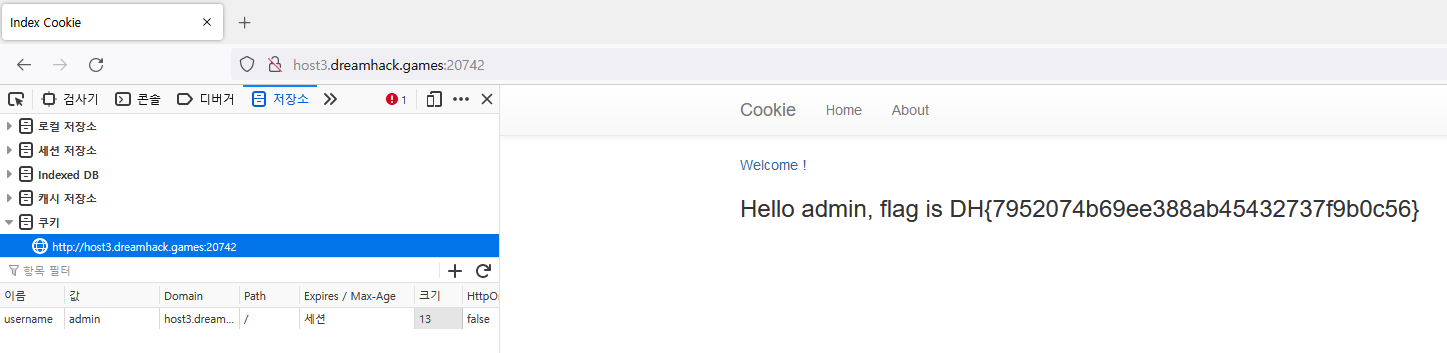 Index Cookie
host3.dreamhack.games:20742
검사기 콘솔 디버거 저장소 1
로컬 저장소
세션 저장소
Indexed DB
캐시 저장소
쿠키
http://host3.dreamhack.games:20742
항목 필터
이름 값 Domain Path Expires / Max-Age 크기 HttpOn
username admin host3.dream... / 세션 13 false
Cookie Home About
Welcome !
Hello admin, flag is DH{7952074b69ee388ab45432737f9b0c56}